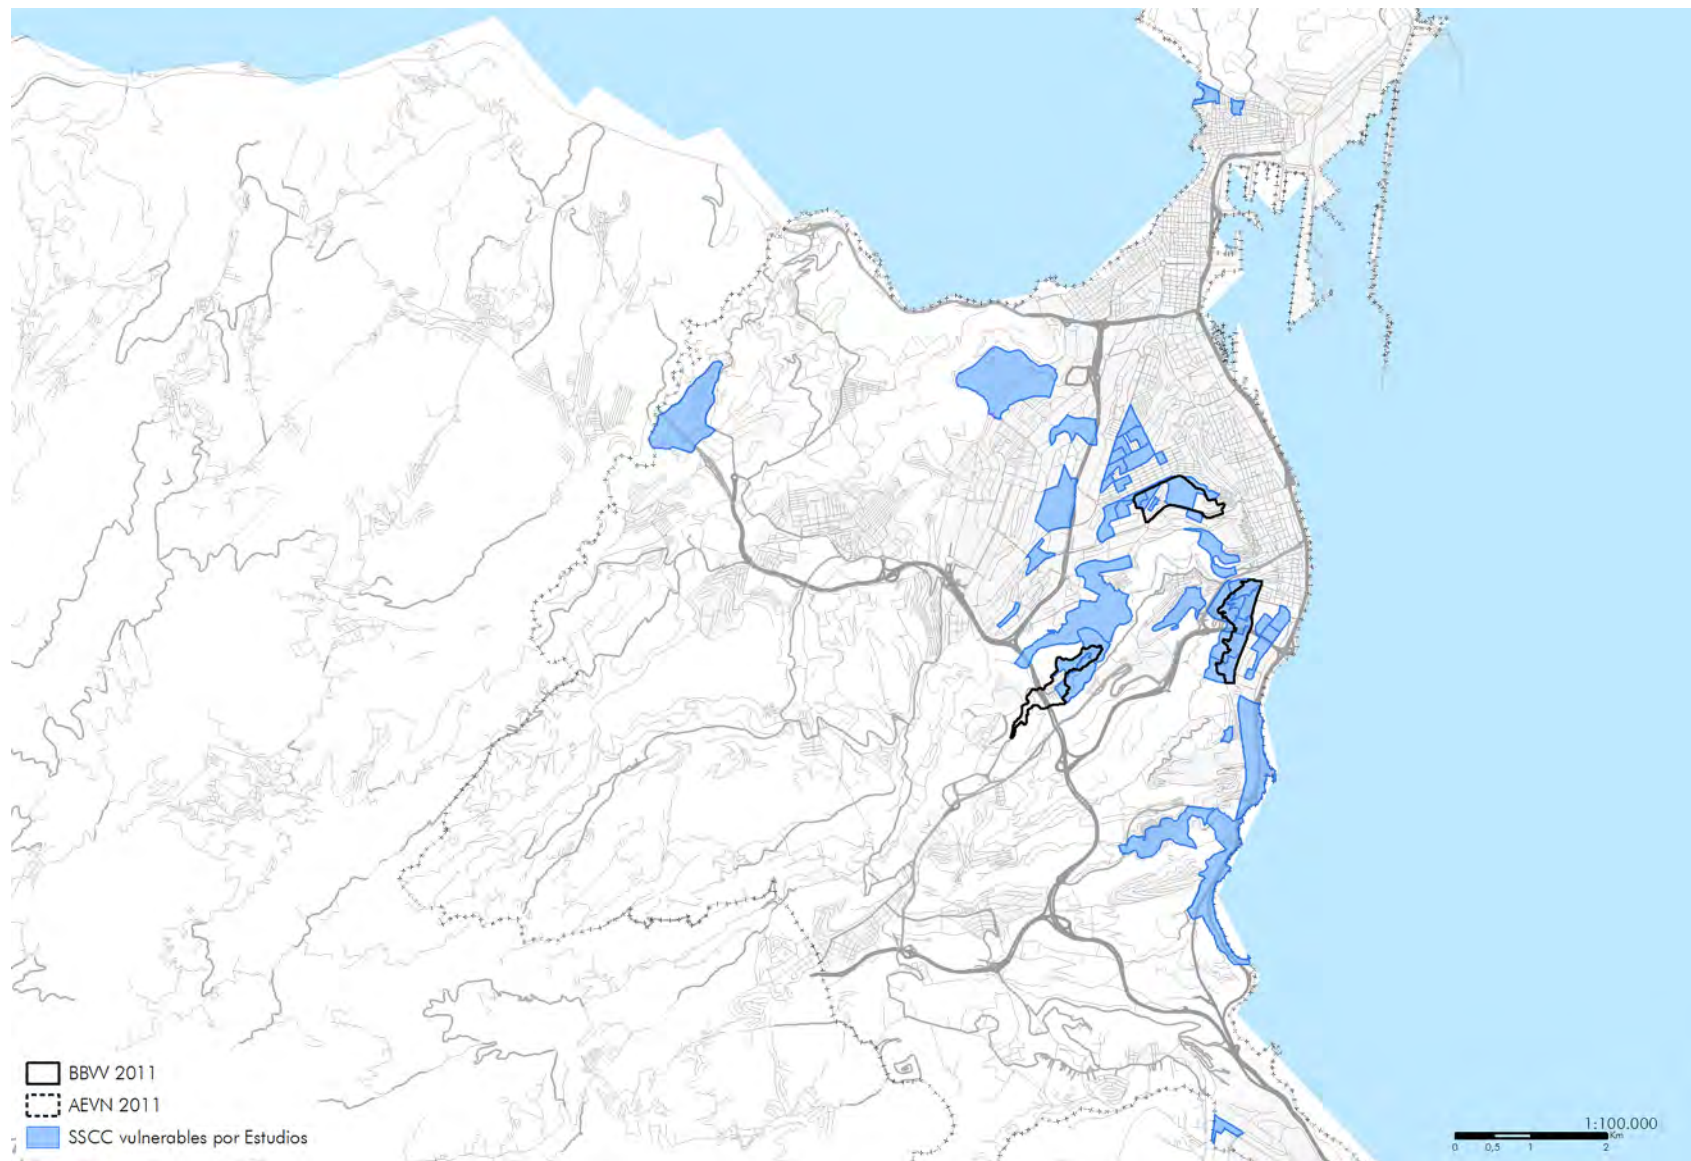 BBVV 2011
AEVN 2011
SSCC vulnerables por Estudios
1:100.000
Km
0 0,5 1 2